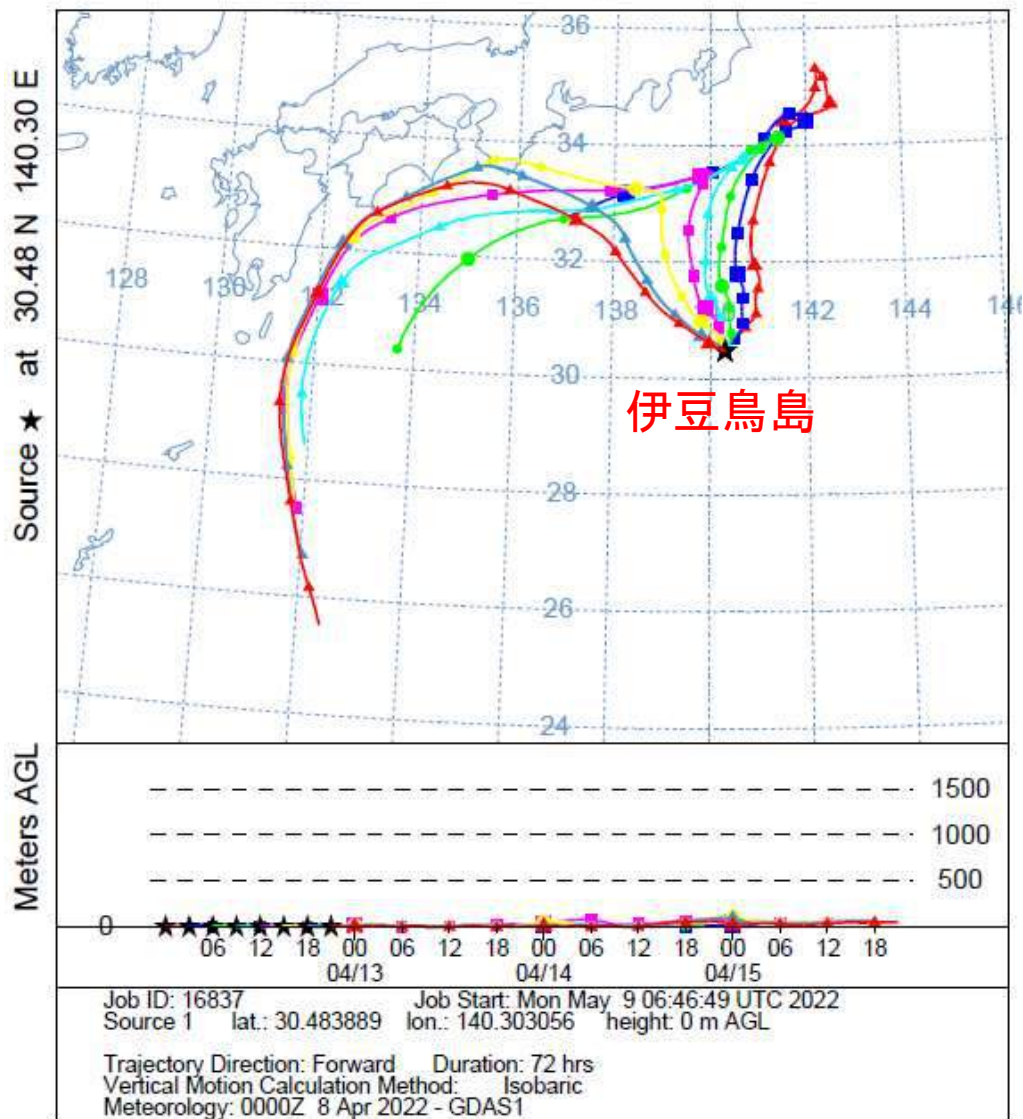 Source ★ at 30.48 N 140.30 E
36
34
32
128
130
132
134
136
138
140
142
146
30
28
26
24
伊豆鳥島
Meters AGL
1500
1000
500
0
06 12 18 00 06 12 18 00 06 12 18 00 06 12 18
04/13 04/14 04/15
Job ID: 16837 Job Start: Mon May 9 06:46:49 UTC 2022
Source 1 lat.: 30.483889 lon.: 140.303056 height: 0 m AGL
Trajectory Direction: Forward Duration: 72 hrs
Vertical Motion Calculation Method: Isobaric
Meteorology: 0000Z 8 Apr 2022 - GDAS1